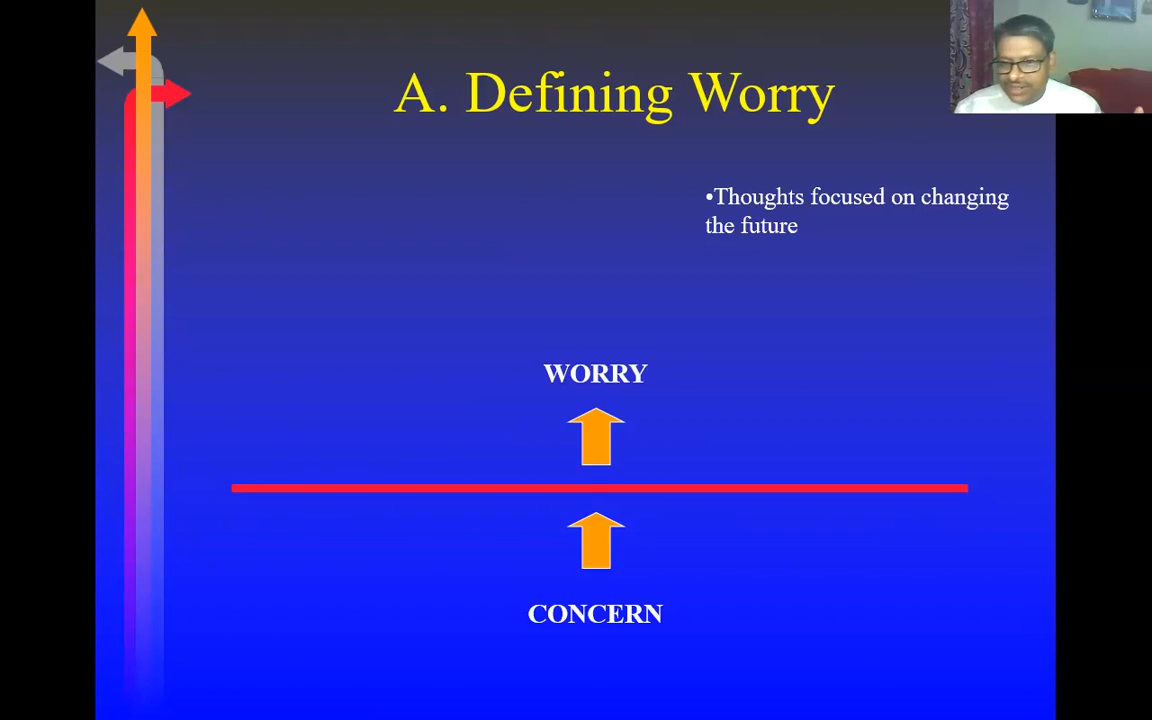 A. Defining Worry
•Thoughts focused on changing
the future
WORRY
CONCERN